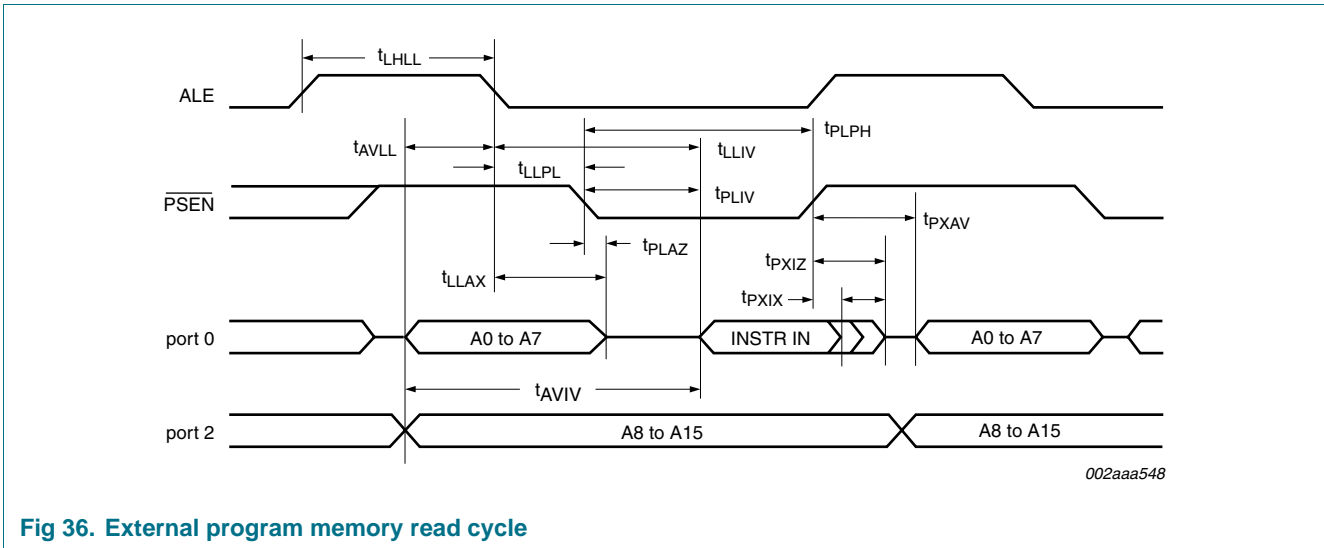 tLHLL
ALE
tPLPH
tAVLL
tLLIV
tLLPL
PSEN
tPLIV
tPXAV
tPLAZ
tPXIZ
tLLAX
tPXIX
port 0
A0 to A7
INSTR IN
A0 to A7
tAVIV
port 2
A8 to A15
A8 to A15
002aaa548
Fig 36. External program memory read cycle